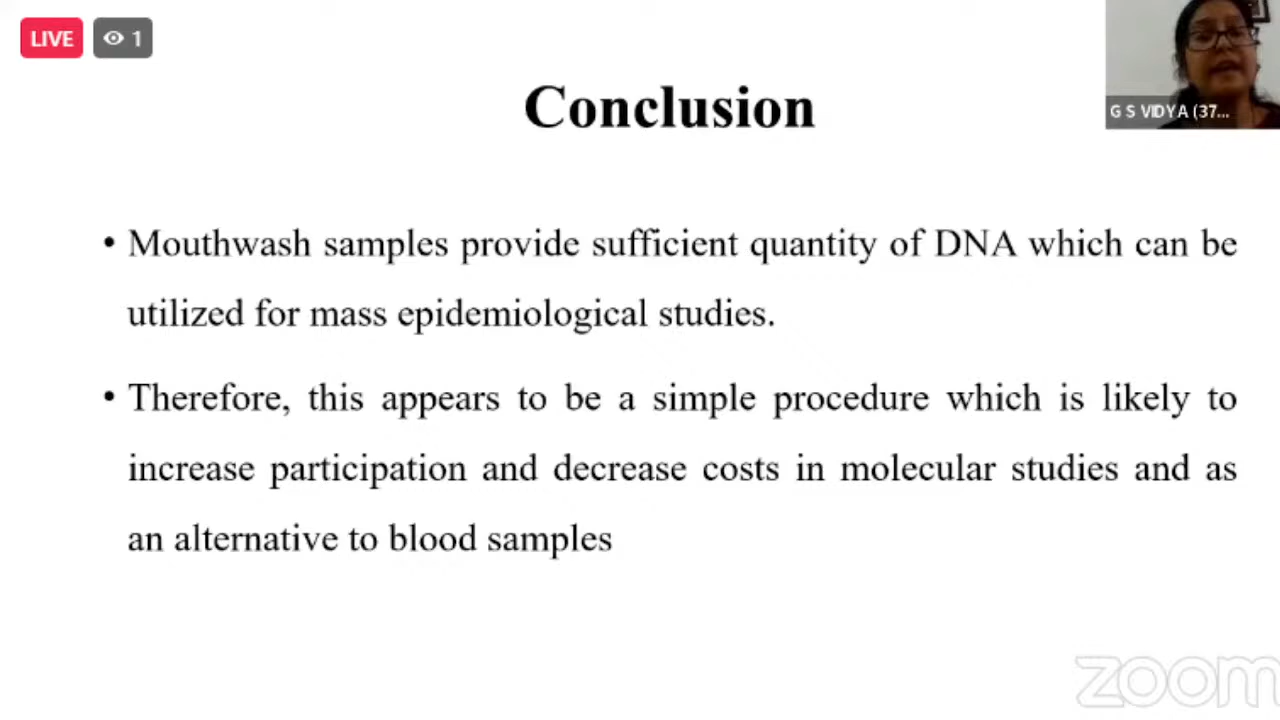 LIVE 1
G S VIDYA (37...
Conclusion
• Mouthwash samples provide sufficient quantity of DNA which can be
utilized for mass epidemiological studies.
• Therefore, this appears to be a simple procedure which is likely to
increase participation and decrease costs in molecular studies and as
an alternative to blood samples
zoom